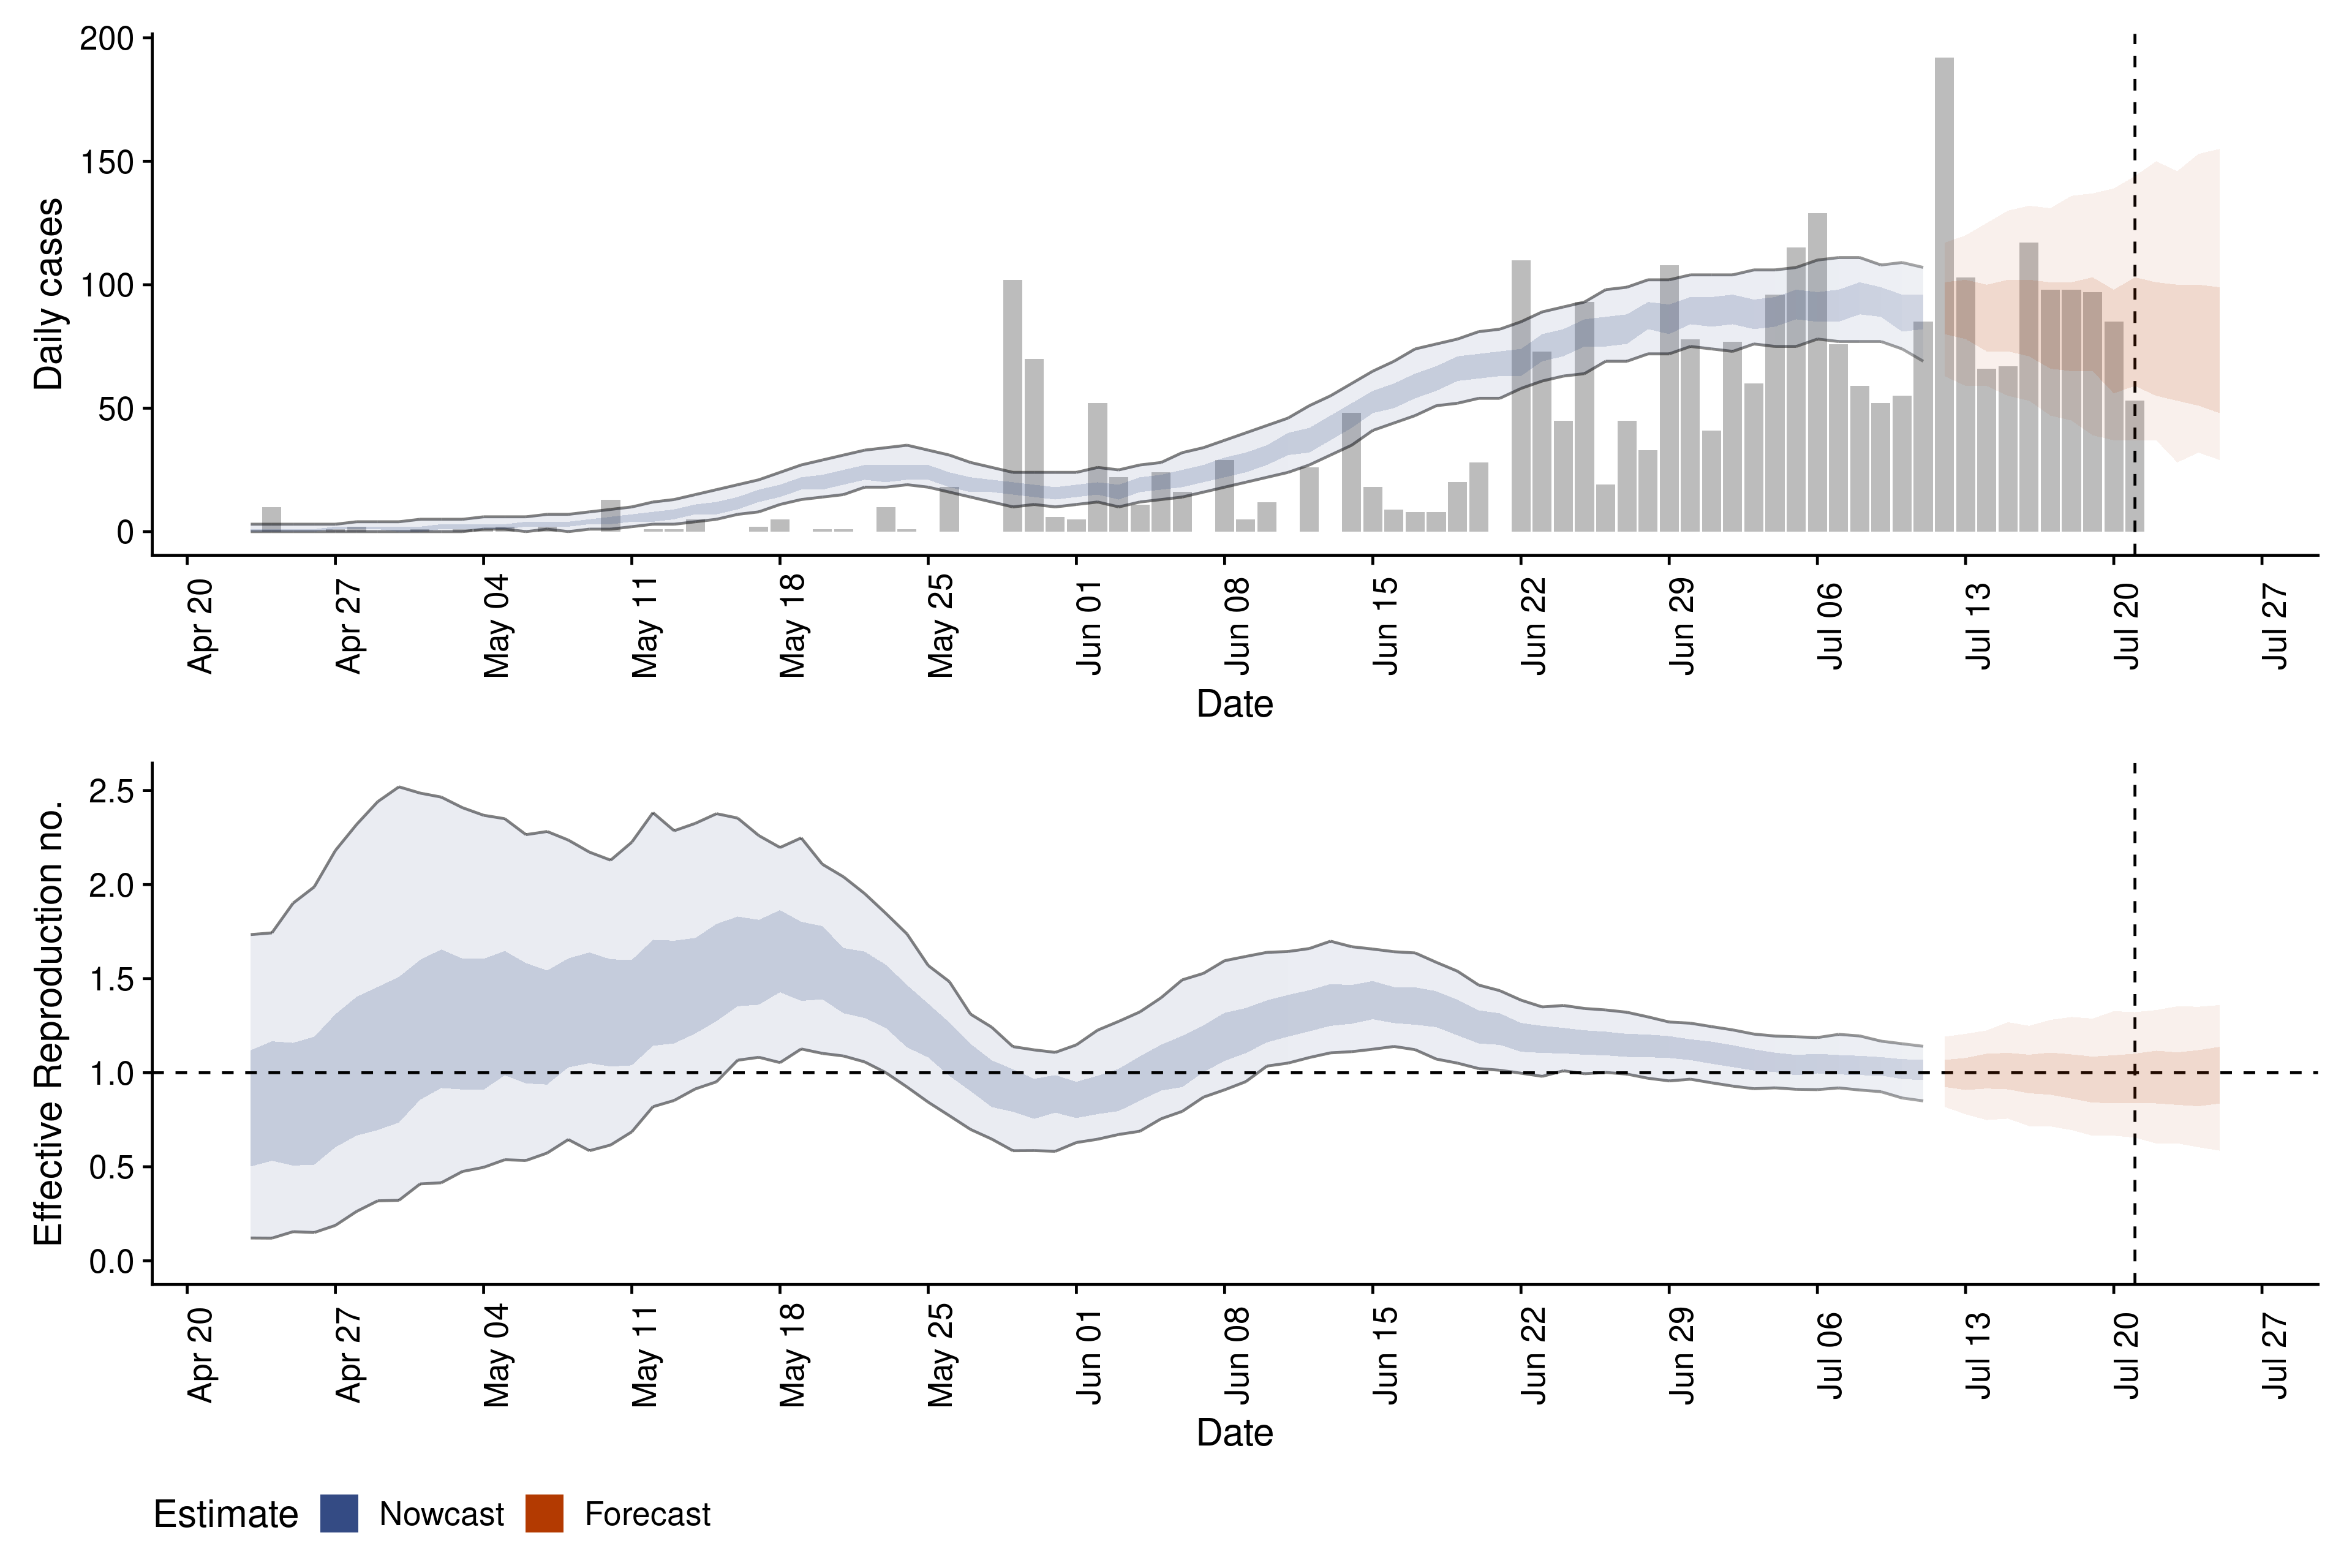 200
150
100
50
0
Daily cases
Apr 20
Apr 27
May 04
May 11
May 18
May 25
Jun 01
Jun 08
Jun 15
Jun 22
Jun 29
Jul 06
Jul 13
Jul 20
Jul 27
Date
2.5
2.0
1.5
1.0
0.5
0.0
Effective Reproduction no.
Apr 20
Apr 27
May 04
May 11
May 18
May 25
Jun 01
Jun 08
Jun 15
Jun 22
Jun 29
Jul 06
Jul 13
Jul 20
Jul 27
Date
Estimate Nowcast Forecast